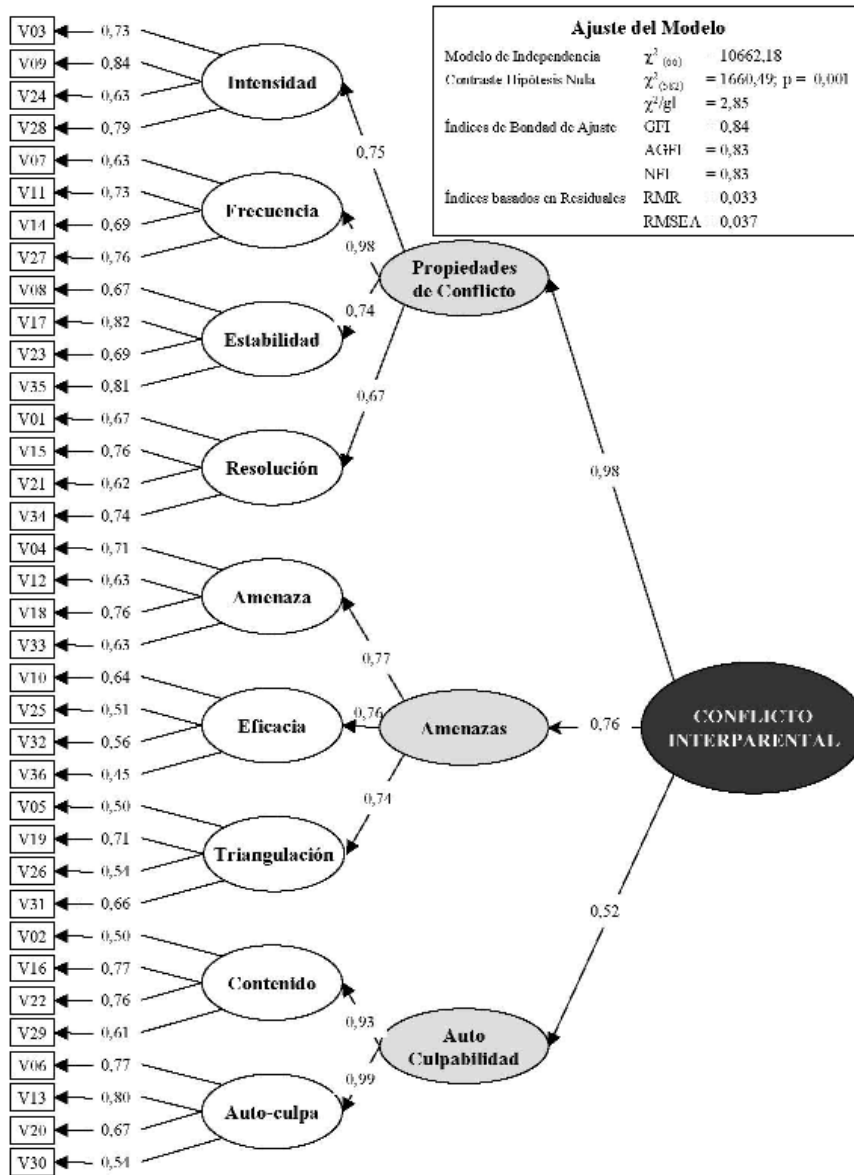 Ajuste del Modelo
Modelo de Independencia χ² (66) = 10662,18
Contraste Hipótesis Nula χ² (582) = 1660,49; p = 0,001
χ²/gl = 2,85
Índices de Bondad de Ajuste GFI = 0,84
AGFI = 0,83
NFI = 0,83
Índices basados en Residuales RMR 0,033
RMSEA 0,037
V03 0,73
V09 0,84
V24 0,63
V28 0,79
Intensidad
V07 0,63
V11 0,73
V14 0,69
V27 0,76
Frecuencia
V08 0,67
V17 0,82
V23 0,69
V35 0,81
Estabilidad
V01 0,67
V15 0,76
V21 0,62
V34 0,74
Resolución
0,75
0,98
0,74
0,67
Propiedades
de Conflicto
V04 0,71
V12 0,63
V18 0,76
V33 0,63
Amenaza
V10 0,64
V25 0,51
V32 0,56
V36 0,45
Eficacia
V05 0,50
V19 0,71
V26 0,54
V31 0,66
Triangulación
0,77
0,76
0,74
Amenazas
V02 0,50
V16 0,77
V22 0,76
V29 0,61
Contenido
V06 0,77
V13 0,80
V20 0,67
V30 0,54
Auto-culpa
0,93
0,99
Auto
Culpabilidad
0,98
0,76
0,52
CONFLICTO
INTERPARENTAL